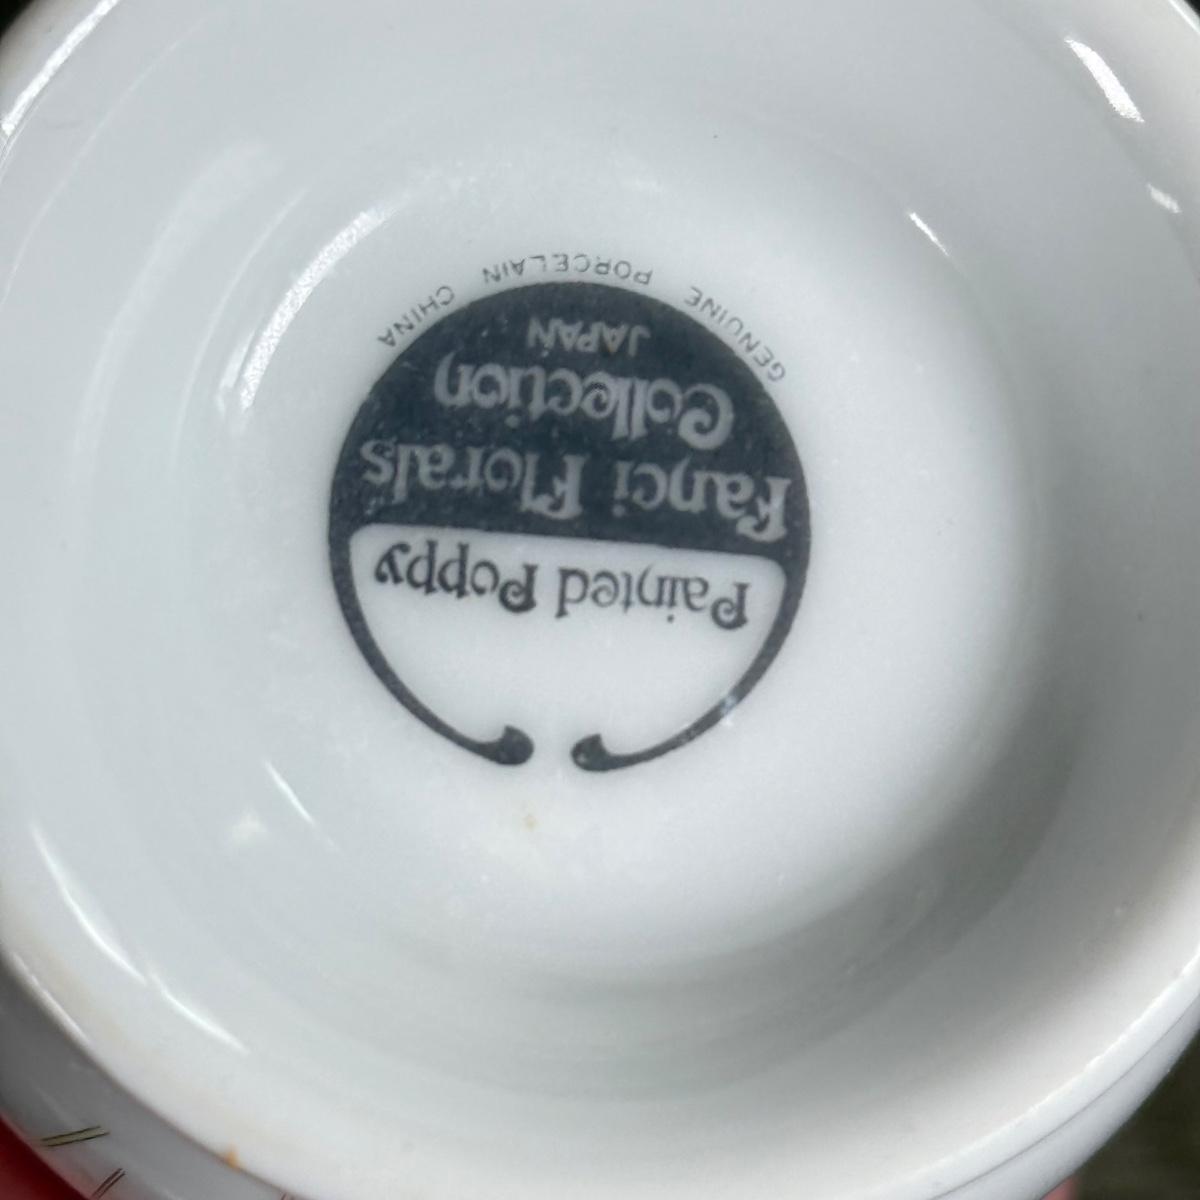 Painted Poppy
Fanci Florals
Collection
JAPAN
GENUINE PORCELAIN CHINA